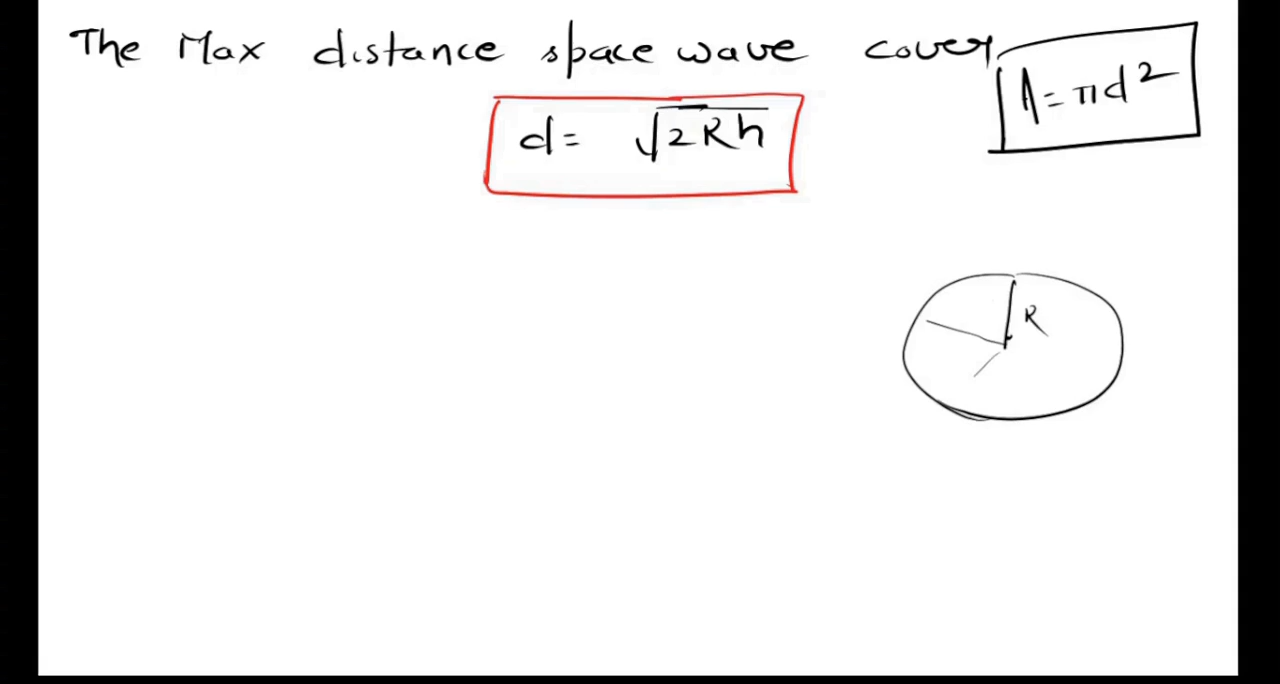 The Max distance space wave cover
A = πd²
d = √2Rh
R